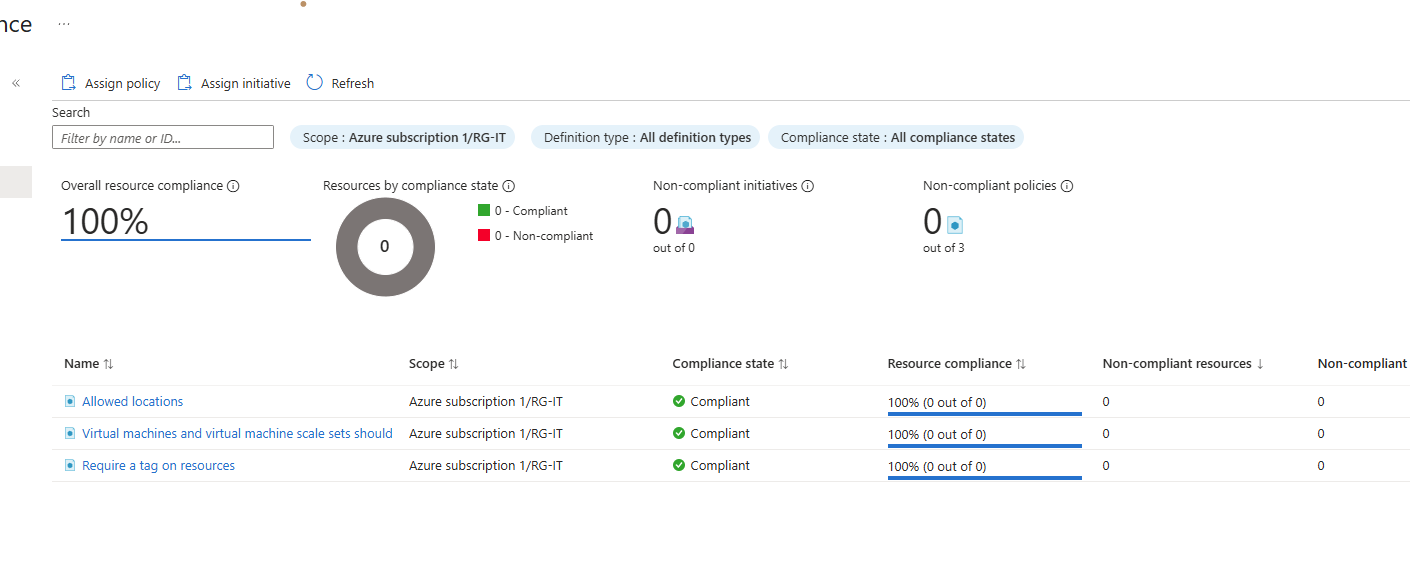 nce ...
« Assign policy Assign initiative Refresh
Search
Filter by name or ID... Scope : Azure subscription 1/RG-IT Definition type : All definition types Compliance state : All compliance states
Overall resource compliance Resources by compliance state Non-compliant initiatives Non-compliant policies
100% 0 0 - Compliant 0 - Non-compliant 0 out of 0 0 out of 3
Name Scope Compliance state Resource compliance Non-compliant resources Non-compliant
Allowed locations Azure subscription 1/RG-IT Compliant 100% (0 out of 0) 0 0
Virtual machines and virtual machine scale sets should Azure subscription 1/RG-IT Compliant 100% (0 out of 0) 0 0
Require a tag on resources Azure subscription 1/RG-IT Compliant 100% (0 out of 0) 0 0